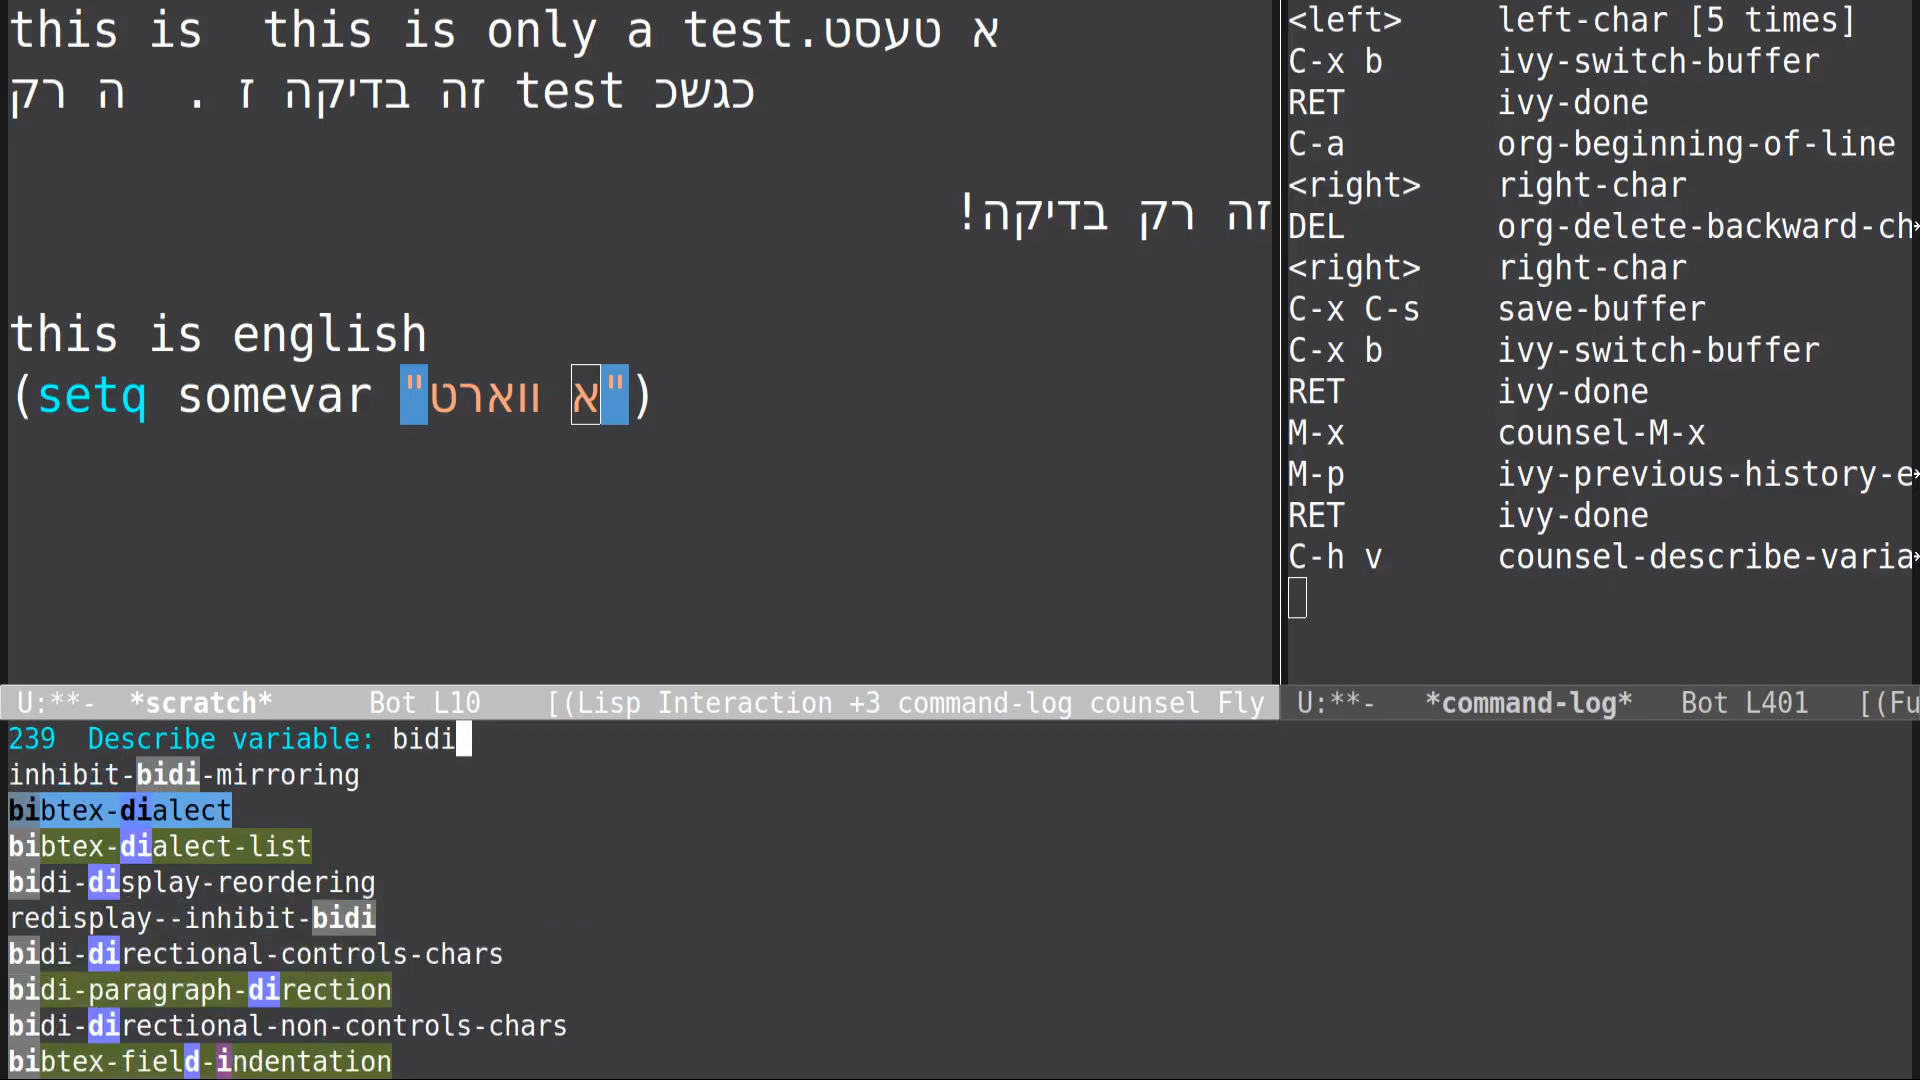 this is  this is only a test.א טעסט
זה בדיקה ז  .  ה רק test כגשכ
זה רק בדיקה!
this is english
(setq somevar "א ווארט")
U:**-  *scratch*      Bot L10    [(Lisp Interaction +3 command-log counsel Fly
<left> left-char [5 times]
C-x b ivy-switch-buffer
RET ivy-done
C-a org-beginning-of-line
<right> right-char
DEL org-delete-backward-ch
<right> right-char
C-x C-s save-buffer
C-x b ivy-switch-buffer
RET ivy-done
M-x counsel-M-x
M-p ivy-previous-history-e
RET ivy-done
C-h v counsel-describe-varia
U:**-   *command-log*   Bot L401   [(Fu
239  Describe variable: bidi
inhibit-bidi-mirroring
bibtex-dialect
bibtex-dialect-list
bidi-display-reordering
redisplay--inhibit-bidi
bidi-directional-controls-chars
bidi-paragraph-direction
bidi-directional-non-controls-chars
bibtex-field-indentation